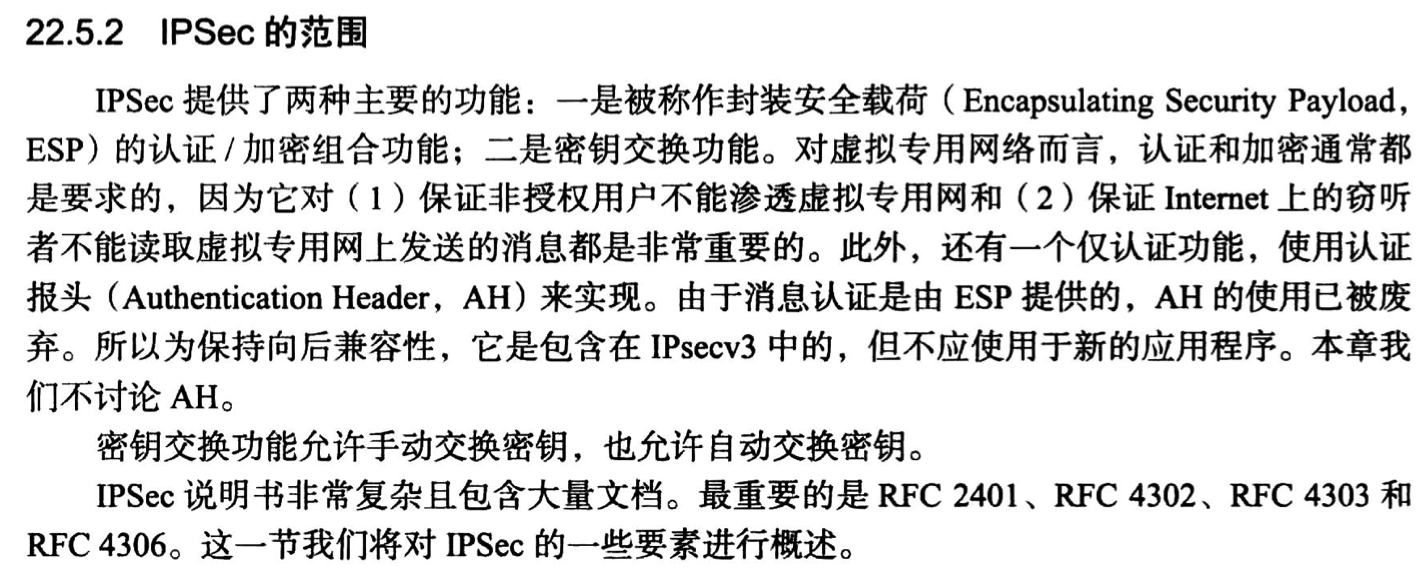 22.5.2 IPSec 的范围
IPSec 提供了两种主要的功能：一是被称作封装安全载荷（Encapsulating Security Payload，
ESP）的认证/加密组合功能；二是密钥交换功能。对虚拟专用网络而言，认证和加密通常都
是要求的，因为它对（1）保证非授权用户不能渗透虚拟专用网和（2）保证 Internet 上的窃听
者不能读取虚拟专用网上发送的消息都是非常重要的。此外，还有一个仅认证功能，使用认证
报头（Authentication Header，AH）来实现。由于消息认证是由 ESP 提供的，AH 的使用已被废
弃。所以为保持向后兼容性，它是包含在 IPsecv3 中的，但不应使用于新的应用程序。本章我
们不讨论 AH。
密钥交换功能允许手动交换密钥，也允许自动交换密钥。
IPSec 说明书非常复杂且包含大量文档。最重要的是 RFC 2401、RFC 4302、RFC 4303 和
RFC 4306。这一节我们将对 IPSec 的一些要素进行概述。